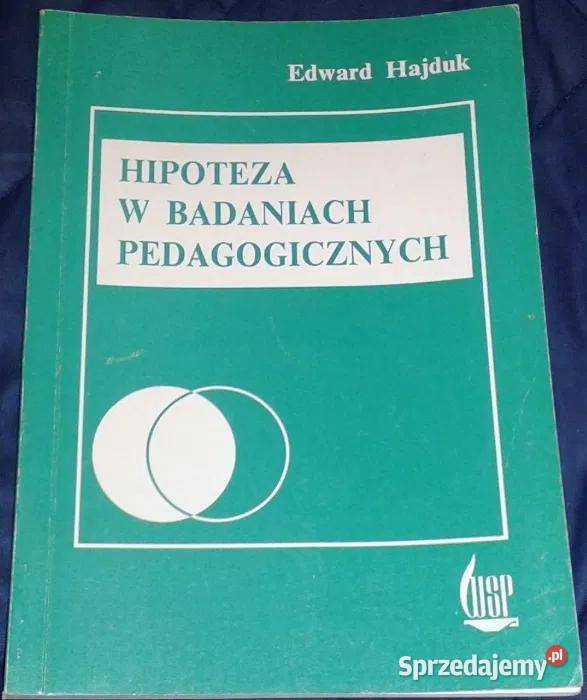 Edward Hajduk
HIPOTEZA
W BADANIACH
PEDAGOGICZNYCH
WSP
Sprzedajemy.pl